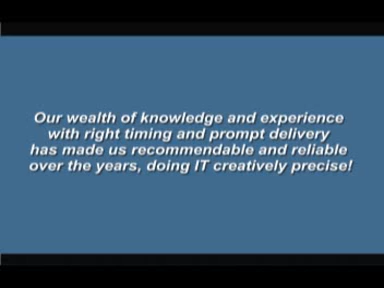 Our wealth of knowledge and experience
with right timing and prompt delivery
has made us recommendable and reliable
over the years, doing IT creatively precise!